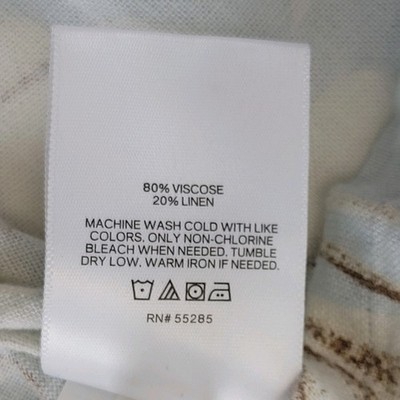 80% VISCOSE
20% LINEN
MACHINE WASH COLD WITH LIKE
COLORS. ONLY NON-CHLORINE
BLEACH WHEN NEEDED. TUMBLE
DRY LOW. WARM IRON IF NEEDED.
RN# 55285